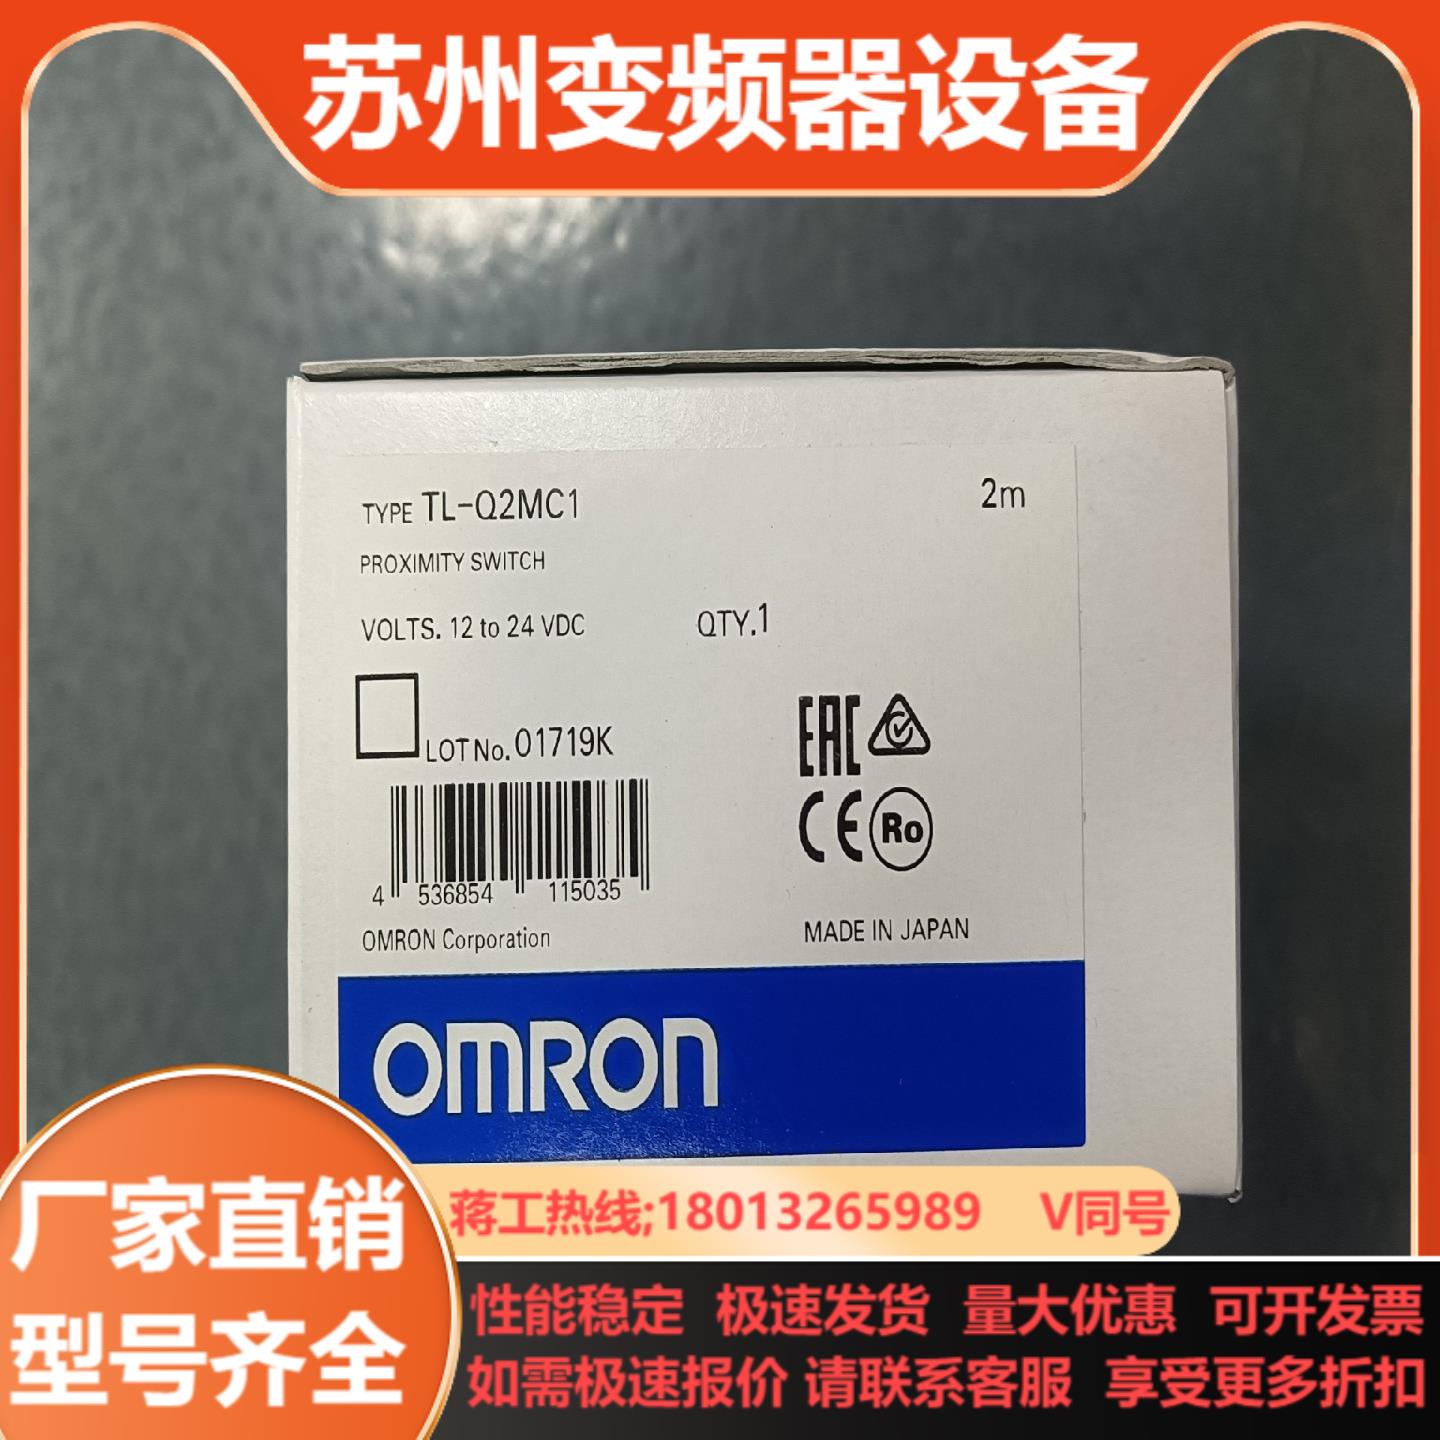 苏州变频器设备
TYPE TL-Q2MC1
2m
PROXIMITY SWITCH
VOLTS. 12 to 24 VDC
QTY.1
LOT No. 01719K
EAC
CE
Ro
4 536854 115035
OMRON Corporation
MADE IN JAPAN
OMRON
厂家直销
型号齐全
蒋工热线;18013265989 V同号
性能稳定 极速发货 量大优惠 可开发票
如需极速报价 请联系客服 享受更多折扣